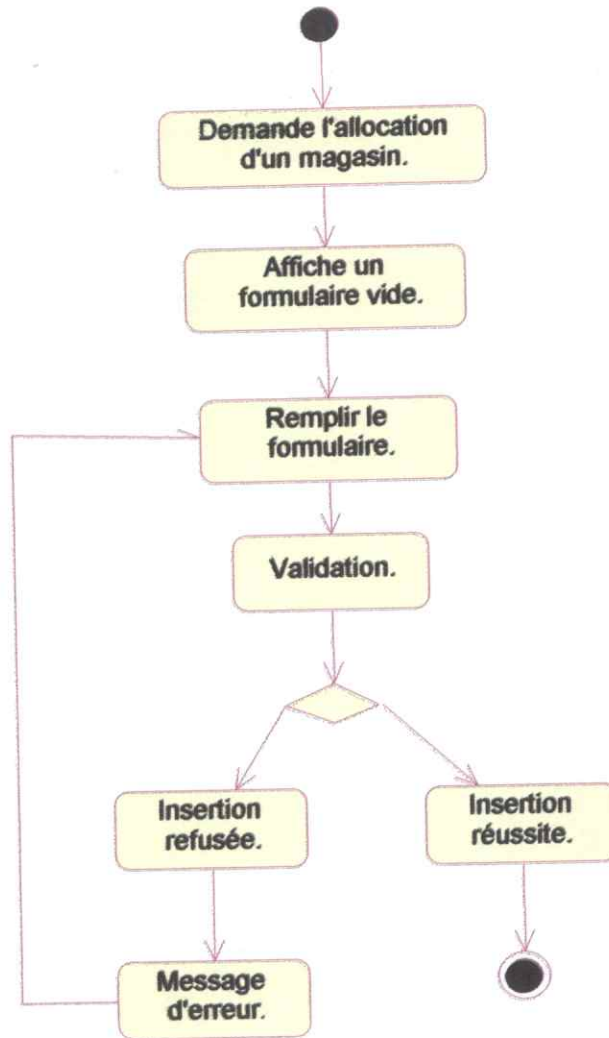 Demande l'allocation
d'un magasin.
Affiche un
formulaire vide.
Remplir le
formulaire.
Validation.
Insertion
refusée.
Insertion
réussite.
Message
d'erreur.